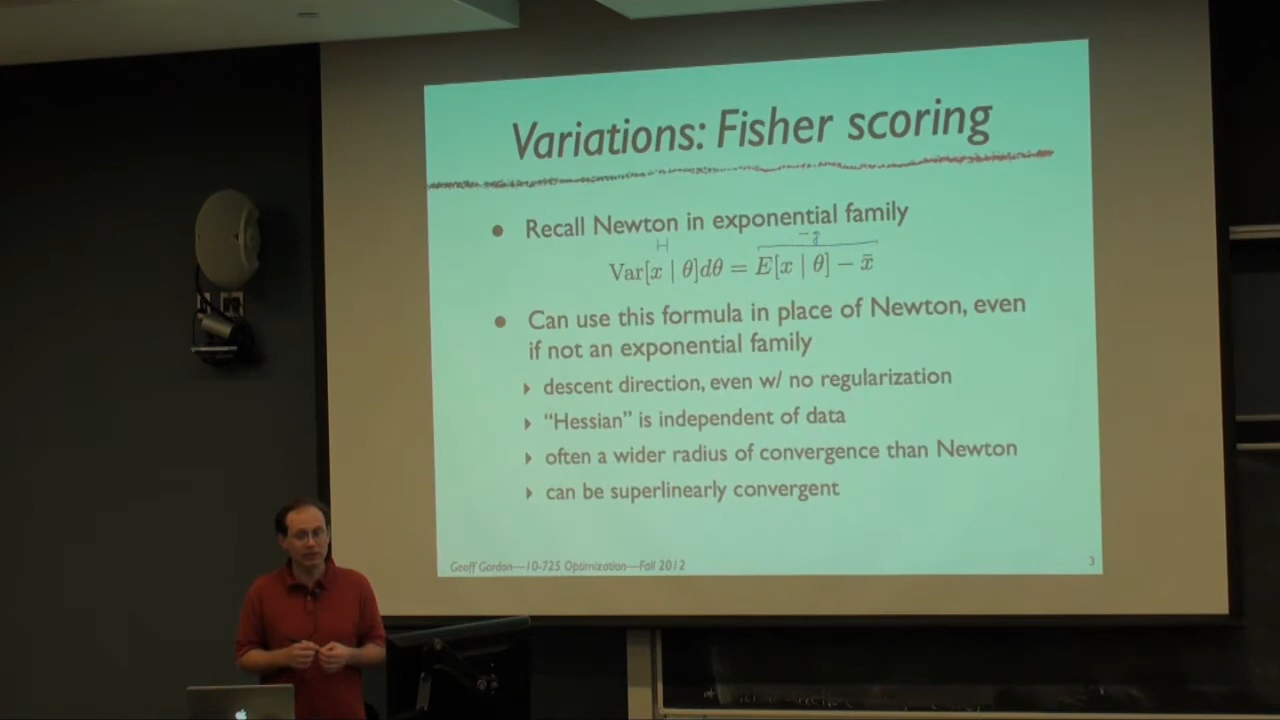 Variations: Fisher scoring
• Recall Newton in exponential family
H
Var[x | θ]dθ = E[x | θ] − x̄
• Can use this formula in place of Newton, even
if not an exponential family
‣ descent direction, even w/ no regularization
‣ “Hessian” is independent of data
‣ often a wider radius of convergence than Newton
‣ can be superlinearly convergent
Geoff Gordon—10-725 Optimization—Fall 2012
3